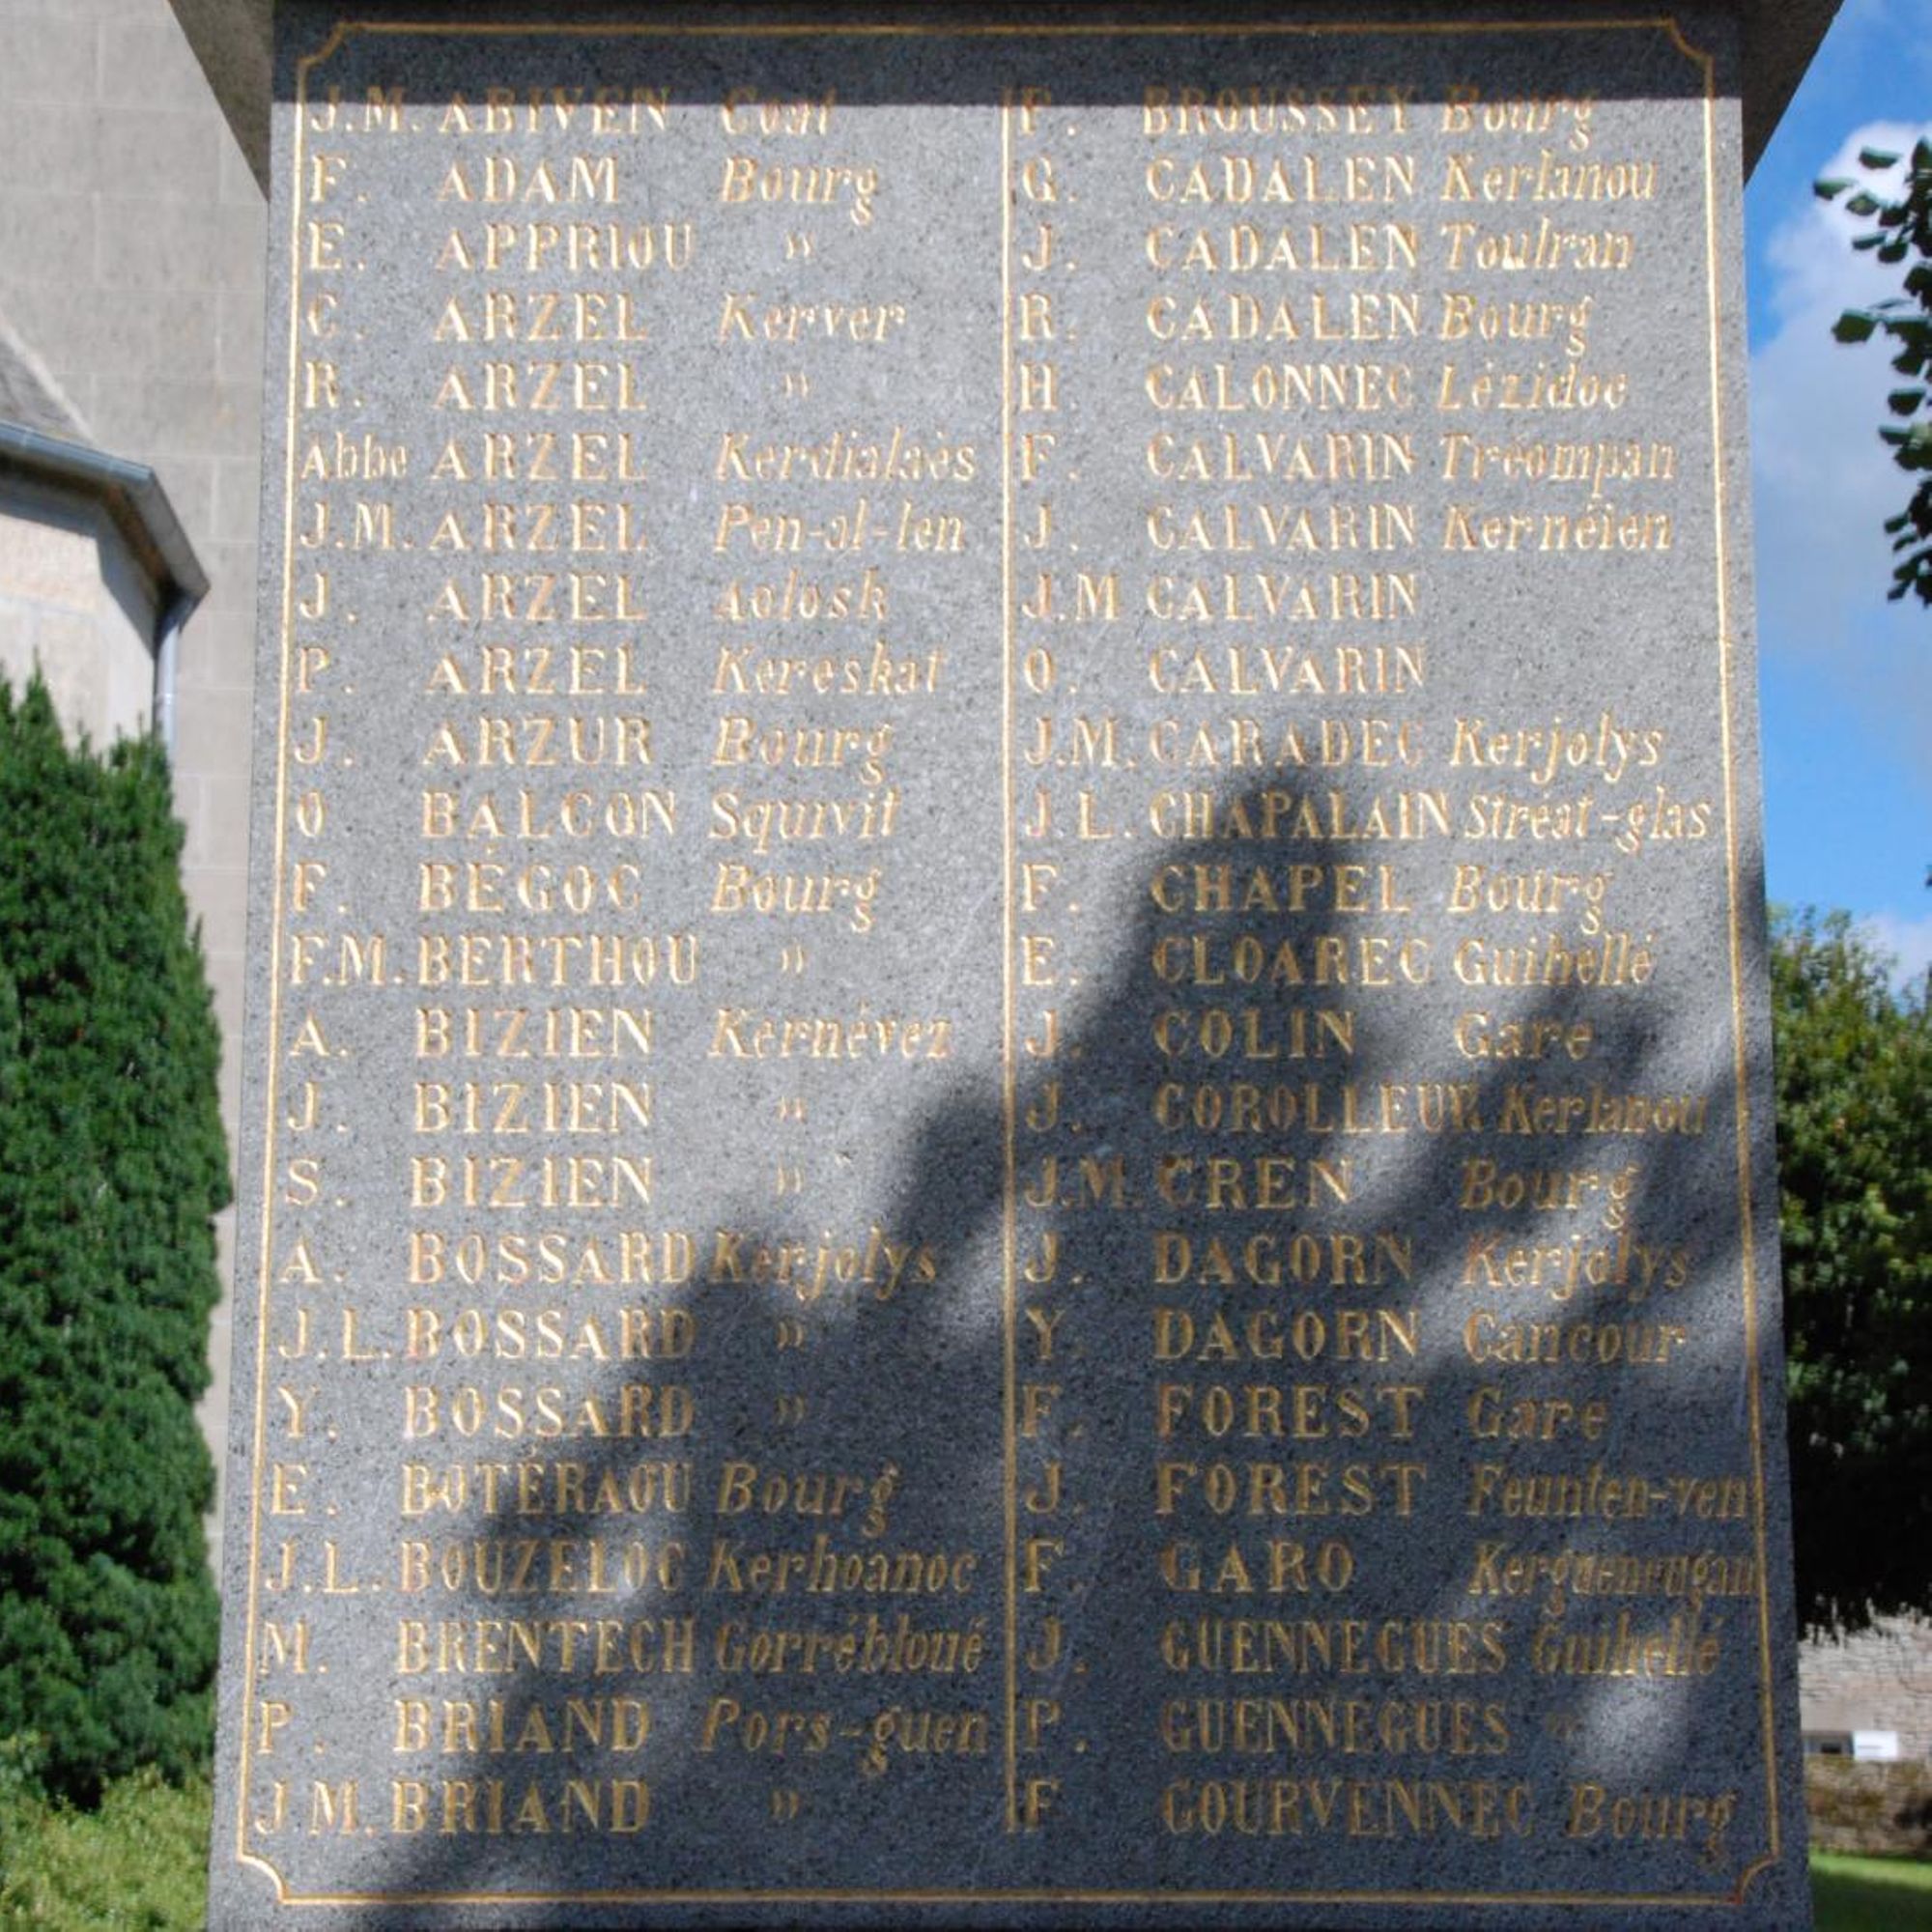 J.M. ABIVEN Coat
F. ADAM Bourg
E. APPRIOU "
C. ARZEL Kerver
R. ARZEL "
Abbe ARZEL Kerdialaës
J.M. ARZEL Pen-al-len
J. ARZEL Aolosk
P. ARZEL Kereskat
J. ARZUR Bourg
O BALCON Squivit
F. BÉGOC Bourg
F.M. BERTHOU "
A. BIZIEN Kernévez
J. BIZIEN "
S. BIZIEN "
A. BOSSARD Kerjolys
J.L. BOSSARD "
Y. BOSSARD "
E. BOTÉRAOU Bourg
J.L. BOUZELOC Kerhoanoc
M. BRENTECH Gorrébloué
P. BRIAND Pors-guen
J.M. BRIAND "
F. BROUSSEY Bourg
G. CADALEN Kerlanou
J. CADALEN Toulran
R. CADALEN Bourg
H. CALONNEC Lézidoc
F. CALVARIN Tréompan
J. CALVARIN Kernéien
J.M CALVARIN
O. CALVARIN
J.M. CARADEC Kerjolys
J.L. CHAPALAIN Streat-glas
F. CHAPEL Bourg
E. CLOAREC Guihellé
J. COLIN Gare
J. COROLLEUR Kerlanou
J.M. CREN Bourg
J. DAGORN Kerjolys
Y. DAGORN Cancour
F. FOREST Gare
J. FOREST Feunten-ven
F. GARO
J. GUENNEGUES Guihellé
P. GUENNEGUES "
F GOURVENNEC Bourg